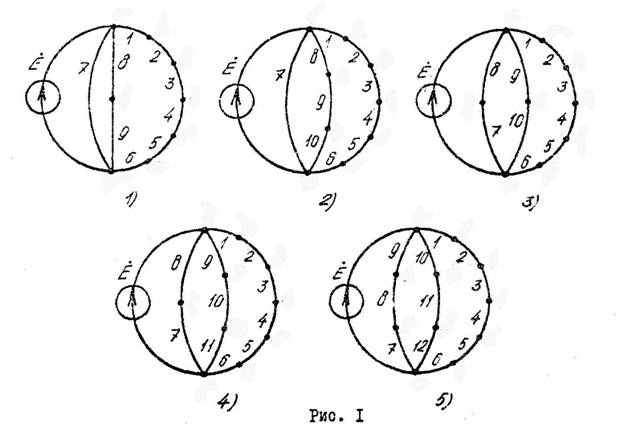 1 2 3 4 5 6 7 8 9 Ė
1)
1 2 3 4 5 6 7 8 9 10 Ė
2)
1 2 3 4 5 6 7 8 9 10 Ė
3)
1 2 3 4 5 6 7 8 9 10 11 Ė
4)
1 2 3 4 5 6 7 8 9 10 11 12 Ė
5)
Рис. I